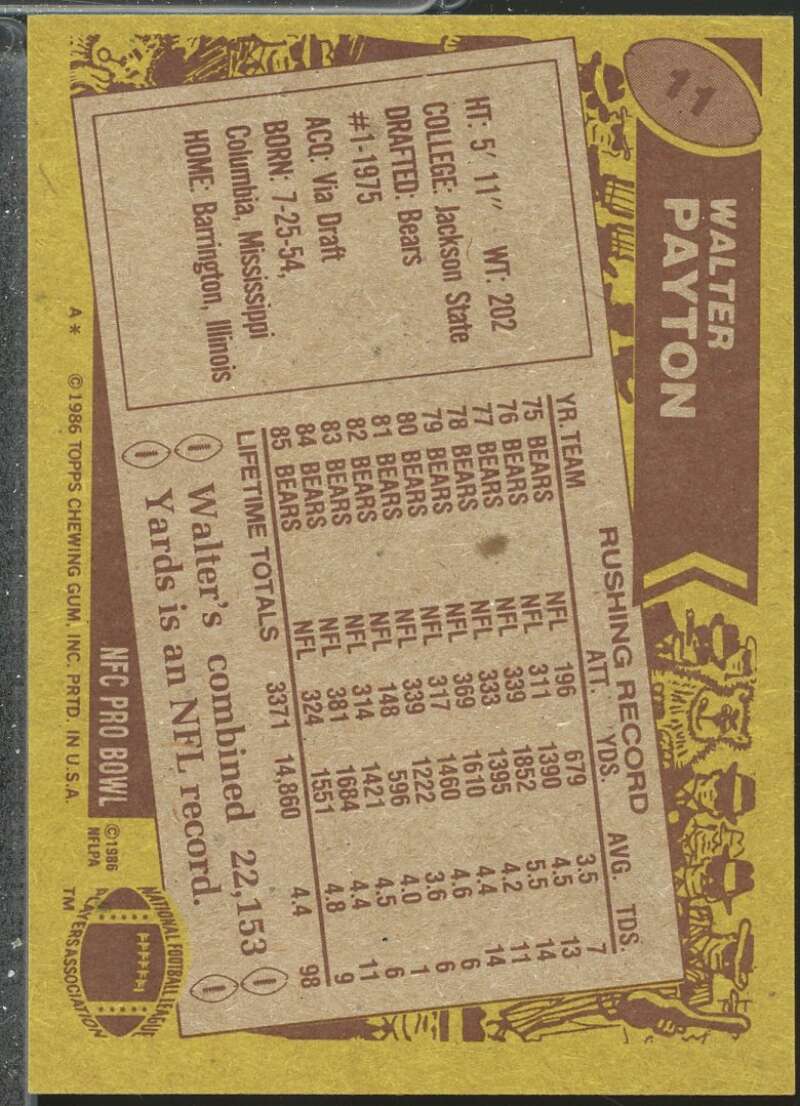 11
WALTER
PAYTON
HT: 5' 11" WT: 202
COLLEGE: Jackson State
DRAFTED: Bears
#1-1975
ACQ: Via Draft
BORN: 7-25-54,
Columbia, Mississippi
HOME: Barrington, Illinois
RUSHING RECORD
YR. TEAM ATT. YDS. AVG. TDS.
75 BEARS NFL 196 679 3.5 7
76 BEARS NFL 311 1390 4.5 13
77 BEARS NFL 339 1852 5.5 14
78 BEARS NFL 333 1395 4.2 11
79 BEARS NFL 369 1610 4.4 14
80 BEARS NFL 317 1460 4.6 6
81 BEARS NFL 339 1222 3.6 6
82 BEARS NFL 148 596 4.0 1
83 BEARS NFL 314 1421 4.5 6
84 BEARS NFL 381 1684 4.4 11
85 BEARS NFL 324 1551 4.8 9
LIFETIME TOTALS 3371 14,860 4.4 98
Walter's combined 22,153
Yards is an NFL record.
NFC PRO BOWL
A * ©1986 TOPPS CHEWING GUM, INC. PRTD. IN U.S.A.
©1986
NFLPA
NATIONAL FOOTBALL LEAGUE
PLAYERS ASSOCIATION
TM